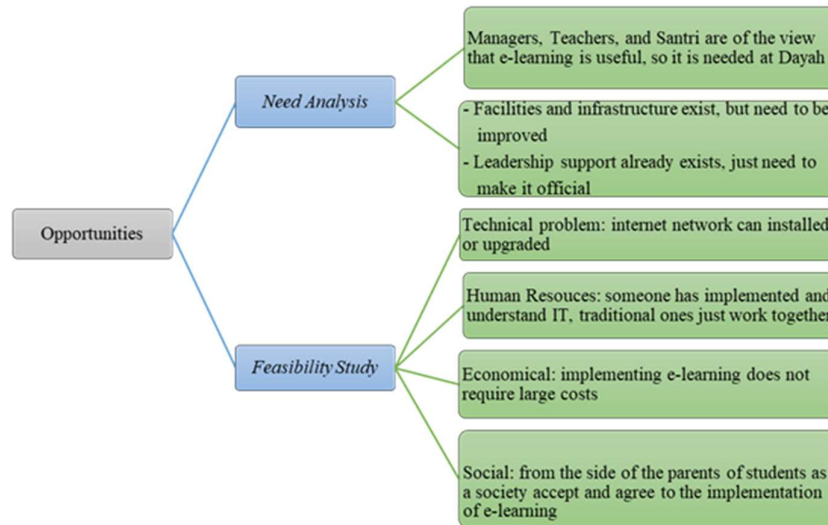 Opportunities
Need Analysis
Managers, Teachers, and Santri are of the view
that e-learning is useful, so it is needed at Dayah
- Facilities and infrastructure exist, but need to be
improved
- Leadership support already exists, just need to
make it official
Feasibility Study
Technical problem: internet network can installed
or upgraded
Human Resouces: someone has implemented and
understand IT, traditional ones just work together
Economical: implementing e-learning does not
require large costs
Social: from the side of the parents of students as
a society accept and agree to the implementation
of e-learning